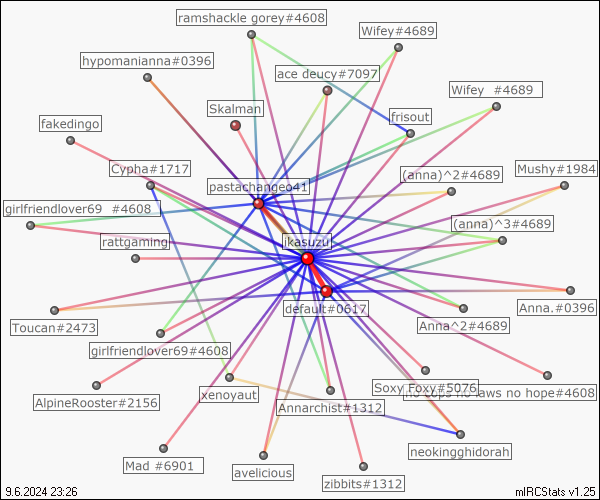 ramshackle gorey#4608
Wifey#4689
hypomanianna#0396
ace deucy#7097
Wifey #4689
Skalman
frisout
fakedingo
Cypha#1717
(anna)^2#4689
Mushy#1984
pastachangeo41
girlfriendlover69 #4608
(anna)^3#4689
rattgaming
ikasuzu
default#0617
Anna.#0396
Toucan#2473
Anna^2#4689
girlfriendlover69#4608
Soxy Foxy#5076
no cops no laws no hope#4608
AlpineRooster#2156
xenoyaut
Annarchist#1312
neokingghidorah
Mad #6901
avelicious
zibbits#1312
9.6.2024 23:26
mIRCStats v1.25